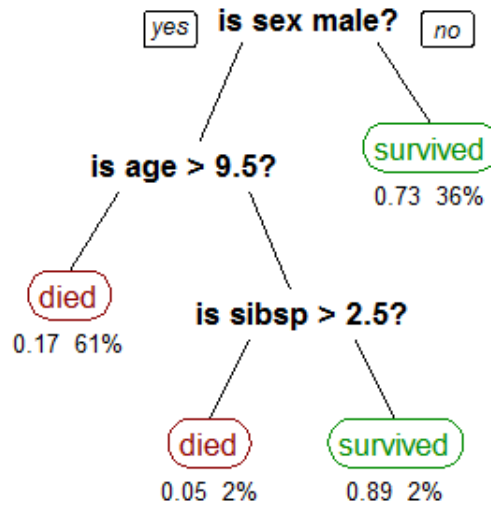 yes is sex male? no
is age > 9.5?
survived
0.73 36%
died
0.17 61%
is sibsp > 2.5?
died
0.05 2%
survived
0.89 2%